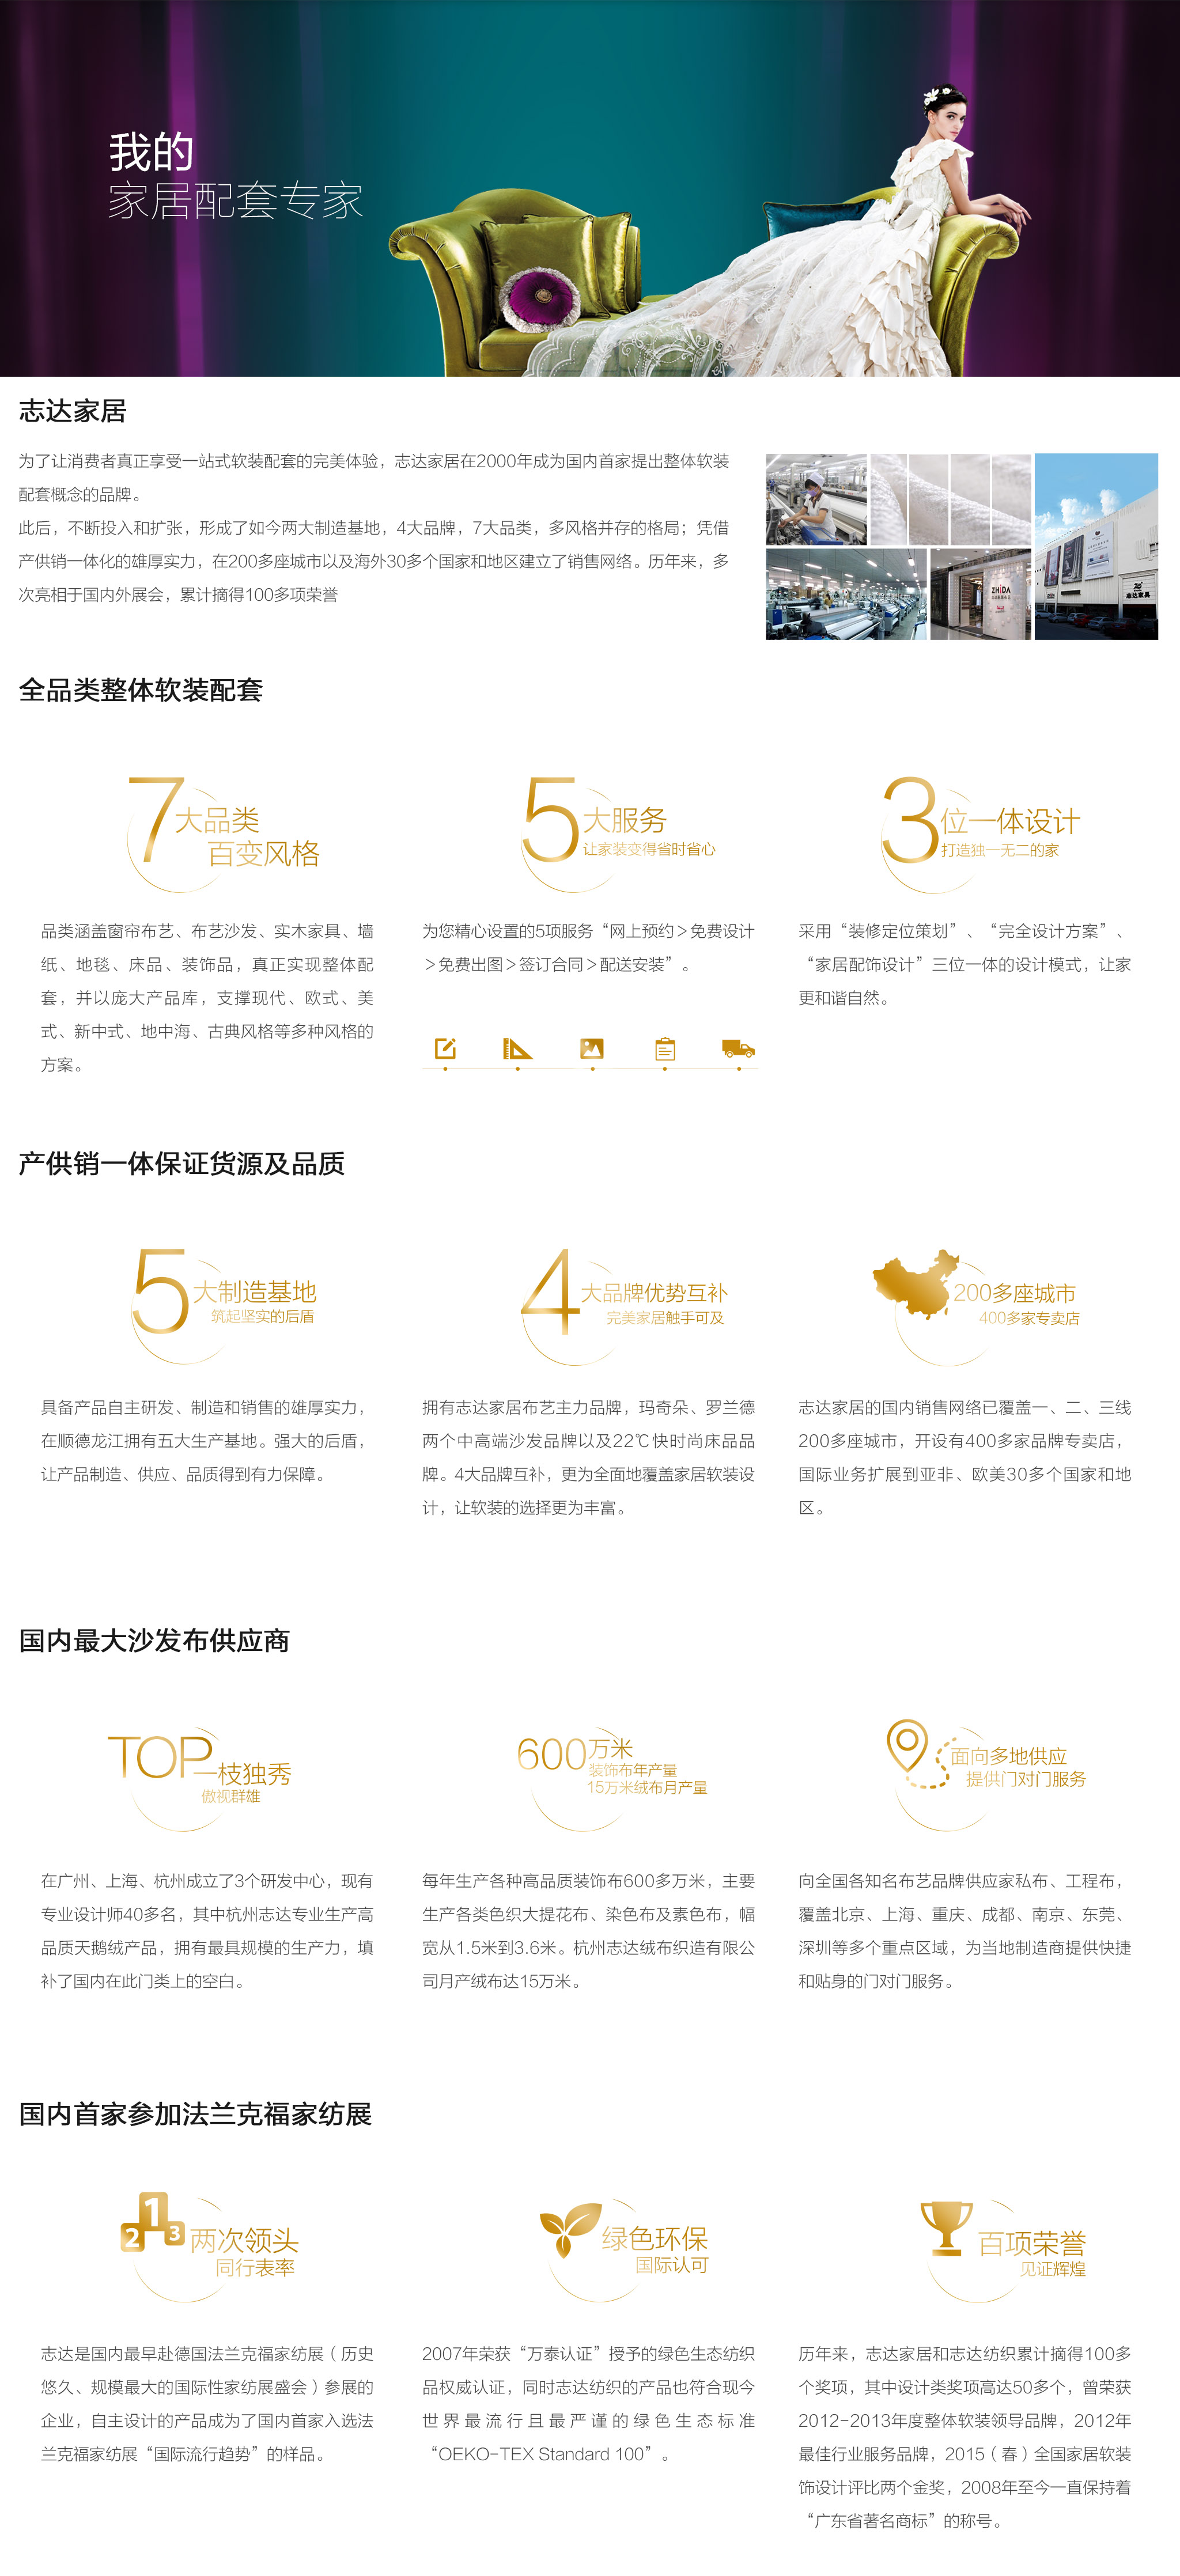 我的
家居配套专家
志达家居
为了让消费者真正享受一站式软装配套的完美体验，志达家居在2000年成为国内首家提出整体软装
配套概念的品牌。
此后，不断投入和扩张，形成了如今两大制造基地，4大品牌，7大品类，多风格并存的格局；凭借
产供销一体化的雄厚实力，在200多座城市以及海外30多个国家和地区建立了销售网络。历年来，多
次亮相于国内外展会，累计摘得100多项荣誉
ZHIDA
志达家具
全品类整体软装配套
7大品类
百变风格
品类涵盖窗帘布艺、布艺沙发、实木家具、墙
纸、地毯、床品、装饰品，真正实现整体配
套，并以庞大产品库，支撑现代、欧式、美
式、新中式、地中海、古典风格等多种风格的
方案。
5大服务
让家装变得省时省心
为您精心设置的5项服务“网上预约＞免费设计
＞免费出图＞签订合同＞配送安装”。
3位一体设计
打造独一无二的家
采用“装修定位策划”、“完全设计方案”、
“家居配饰设计”三位一体的设计模式，让家
更和谐自然。
产供销一体保证货源及品质
5大制造基地
筑起坚实的后盾
具备产品自主研发、制造和销售的雄厚实力，
在顺德龙江拥有五大生产基地。强大的后盾，
让产品制造、供应、品质得到有力保障。
4大品牌优势互补
完美家居触手可及
拥有志达家居布艺主力品牌，玛奇朵、罗兰德
两个中高端沙发品牌以及22℃快时尚床品品
牌。4大品牌互补，更为全面地覆盖家居软装设
计，让软装的选择更为丰富。
200多座城市
400多家专卖店
志达家居的国内销售网络已覆盖一、二、三线
200多座城市，开设有400多家品牌专卖店，
国际业务扩展到亚非、欧美30多个国家和地
区。
国内最大沙发布供应商
TOP一枝独秀
傲视群雄
在广州、上海、杭州成立了3个研发中心，现有
专业设计师40多名，其中杭州志达专业生产高
品质天鹅绒产品，拥有最具规模的生产力，填
补了国内在此门类上的空白。
600万米
装饰布年产量
15万米绒布月产量
每年生产各种高品质装饰布600多万米，主要
生产各类色织大提花布、染色布及素色布，幅
宽从1.5米到3.6米。杭州志达绒布织造有限公
司月产绒布达15万米。
面向多地供应
提供门对门服务
向全国各知名布艺品牌供应家私布、工程布，
覆盖北京、上海、重庆、成都、南京、东莞、
深圳等多个重点区域，为当地制造商提供快捷
和贴身的门对门服务。
国内首家参加法兰克福家纺展
1
2
3
两次领头
同行表率
志达是国内最早赴德国法兰克福家纺展（历史
悠久、规模最大的国际性家纺展盛会）参展的
企业，自主设计的产品成为了国内首家入选法
兰克福家纺展“国际流行趋势”的样品。
绿色环保
国际认可
2007年荣获“万泰认证”授予的绿色生态纺织
品权威认证，同时志达纺织的产品也符合现今
世界最流行且最严谨的绿色生态标准
“OEKO-TEX Standard 100”。
百项荣誉
见证辉煌
历年来，志达家居和志达纺织累计摘得100多
个奖项，其中设计类奖项高达50多个，曾荣获
2012-2013年度整体软装领导品牌，2012年
最佳行业服务品牌，2015（春）全国家居软装
饰设计评比两个金奖，2008年至今一直保持着
“广东省著名商标”的称号。